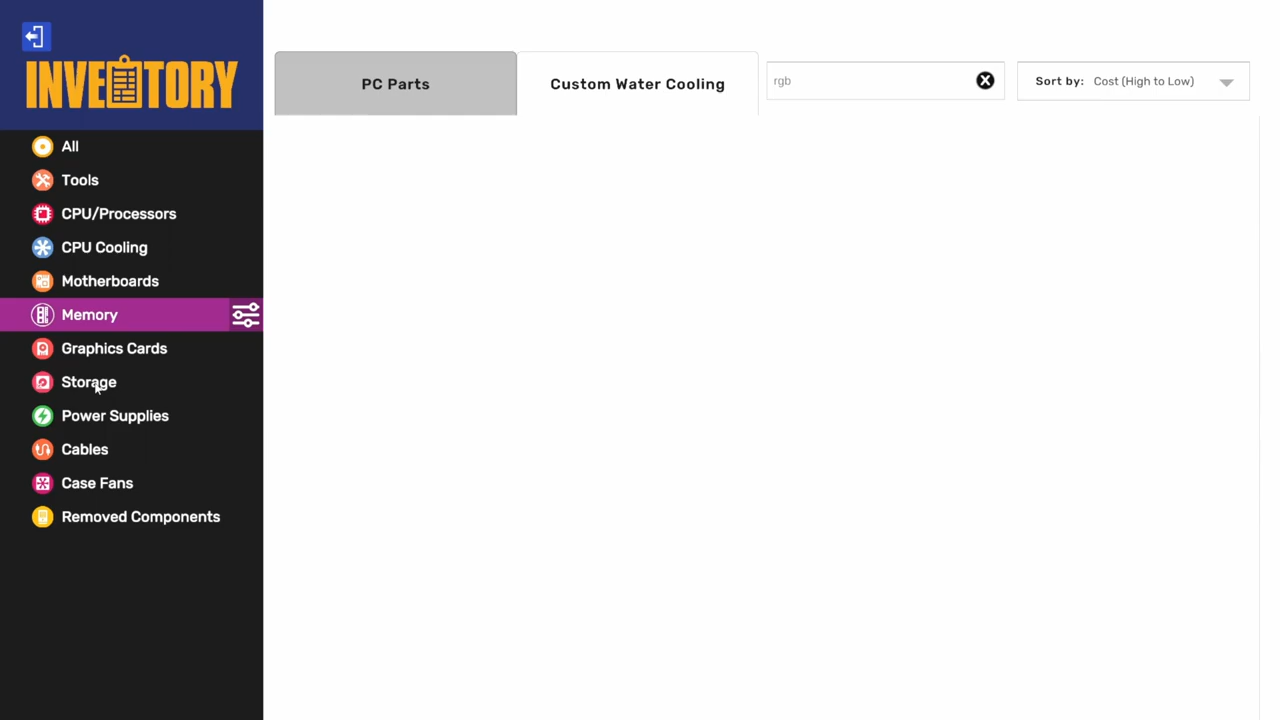 INVENTORY
PC Parts
Custom Water Cooling
rgb
Sort by: Cost (High to Low)
All
Tools
CPU/Processors
CPU Cooling
Motherboards
Memory
Graphics Cards
Storage
Power Supplies
Cables
Case Fans
Removed Components